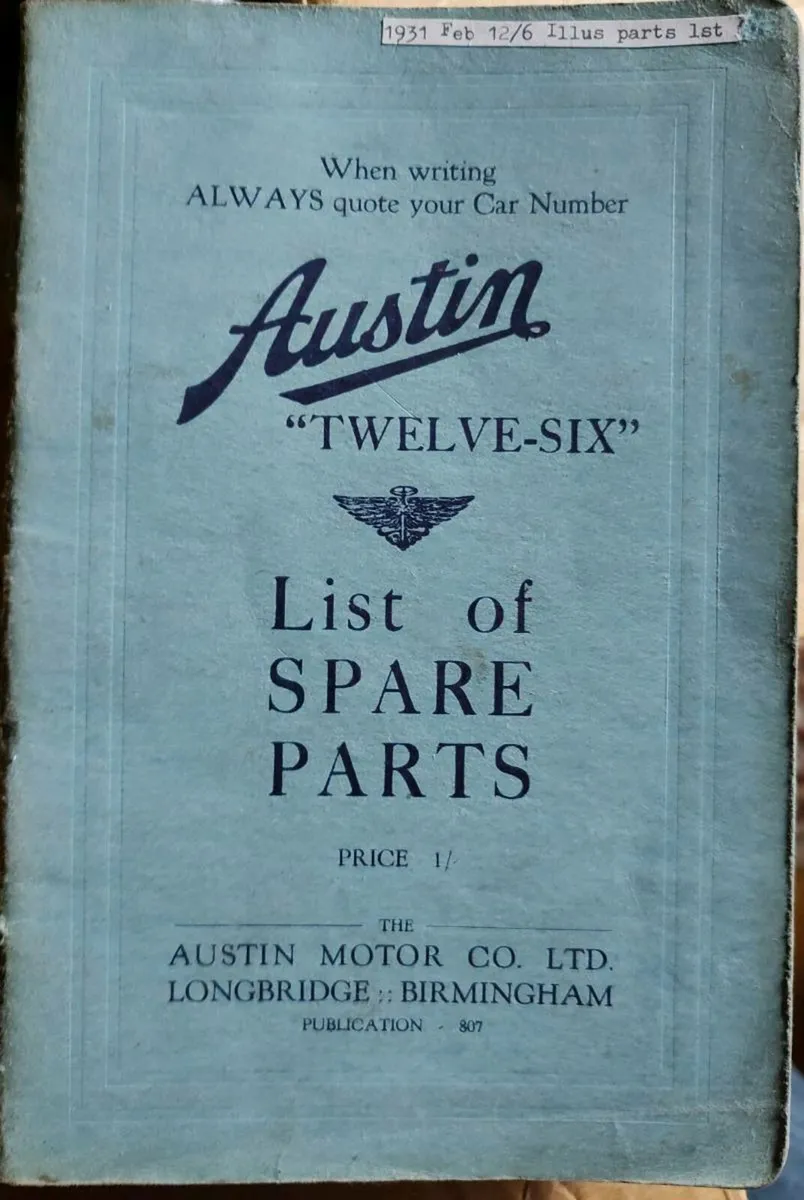 1931 Feb 12/6 Illus parts lst
When writing
ALWAYS quote your Car Number
Austin
“TWELVE-SIX”
List of
SPARE
PARTS
PRICE 1/-
THE
AUSTIN MOTOR CO. LTD.
LONGBRIDGE :: BIRMINGHAM
PUBLICATION - 807